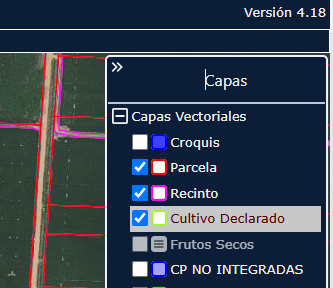 Versión 4.18
Capas
Capas Vectoriales
Croquis
Parcela
Recinto
Cultivo Declarado
Frutos Secos
CP NO INTEGRADAS